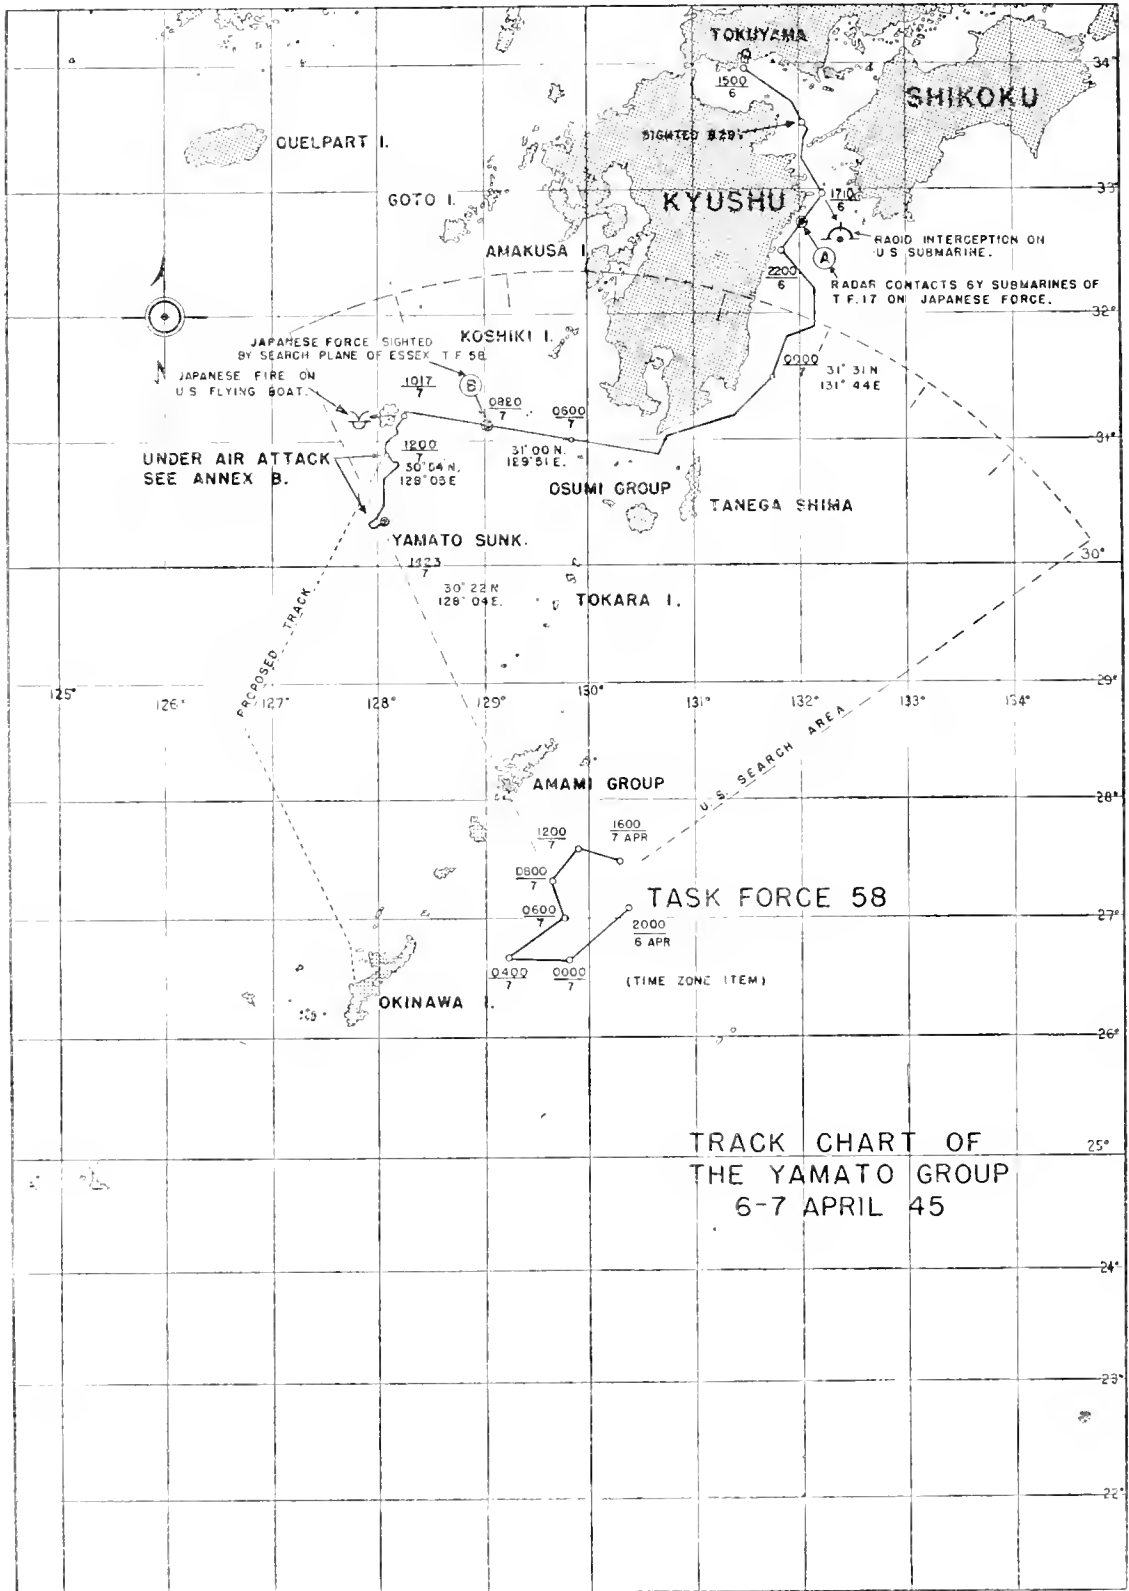 TOKUYAMA
34°
1500
6
SHIKOKU
SIGHTED B29'S
QUELPART I.
33°
GOTO I.
KYUSHU
1710
6
RADIO INTERCEPTION ON
U S SUBMARINE.
AMAKUSA I.
A
2200
6
RADAR CONTACTS BY SUBMARINES OF
T F.17 ON JAPANESE FORCE.
32°
N
JAPANESE FORCE SIGHTED
BY SEARCH PLANE OF ESSEX T F 58
KOSHIKI I.
0000
7
31° 31 N
131° 44 E
JAPANESE FIRE ON
U S FLYING BOAT.
1017
7
B
0820
7
0600
7
31°
UNDER AIR ATTACK
SEE ANNEX B.
1200
7
30° 54' N.
128° 03 E
31° 00 N.
129° 51 E.
OSUMI GROUP
TANEGA SHIMA
YAMATO SUNK.
1423
7
30°
30° 22 N
128° 04 E.
TOKARA I.
PROPOSED TRACK
29°
125°
126°
127°
128°
129°
130°
131°
132°
133°
134°
AMAMI GROUP
U.S. SEARCH AREA
28°
1200
7
1600
7 APR
0800
7
TASK FORCE 58
0600
7
27°
2000
6 APR
0400
7
0000
7
(TIME ZONE ITEM)
OKINAWA I.
26°
TRACK CHART OF
THE YAMATO GROUP
6-7 APRIL 45
25°
24°
23°
22°